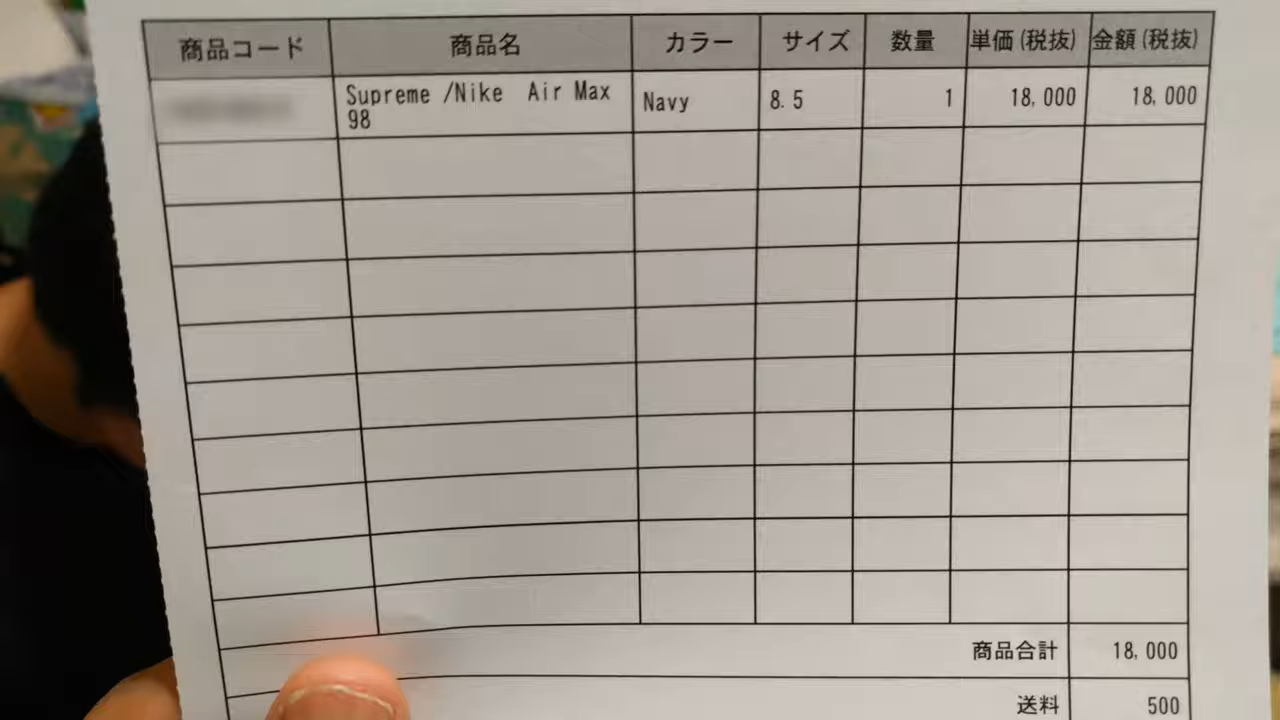 商品コード 商品名 カラー サイズ 数量 単価(税抜) 金額(税抜)
Supreme /Nike Air Max Navy 8.5 1 18,000 18,000
98
商品合計 18,000
送料 500